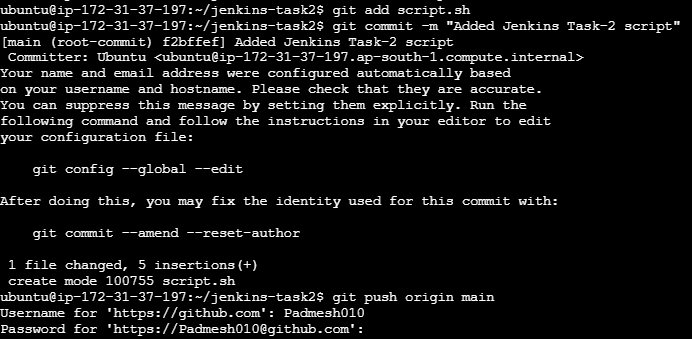 ubuntu@ip-172-31-37-197:~/jenkins-task2$ git add script.sh
ubuntu@ip-172-31-37-197:~/jenkins-task2$ git commit -m "Added Jenkins Task-2 script"
[main (root-commit) f2bffef] Added Jenkins Task-2 script
 Committer: Ubuntu <ubuntu@ip-172-31-37-197.ap-south-1.compute.internal>
Your name and email address were configured automatically based
on your username and hostname. Please check that they are accurate.
You can suppress this message by setting them explicitly. Run the
following command and follow the instructions in your editor to edit
your configuration file:

    git config --global --edit

After doing this, you may fix the identity used for this commit with:

    git commit --amend --reset-author

 1 file changed, 5 insertions(+)
 create mode 100755 script.sh
ubuntu@ip-172-31-37-197:~/jenkins-task2$ git push origin main
Username for 'https://github.com': Padmesh010
Password for 'https://Padmesh010@github.com':